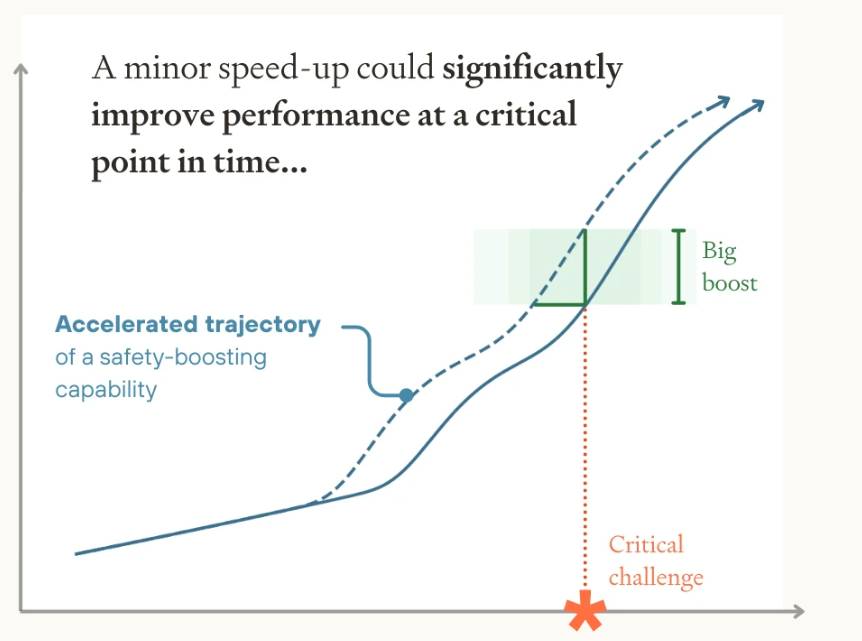 A minor speed-up could significantly
improve performance at a critical
point in time...
Big
boost
Accelerated trajectory
of a safety-boosting
capability
Critical
challenge